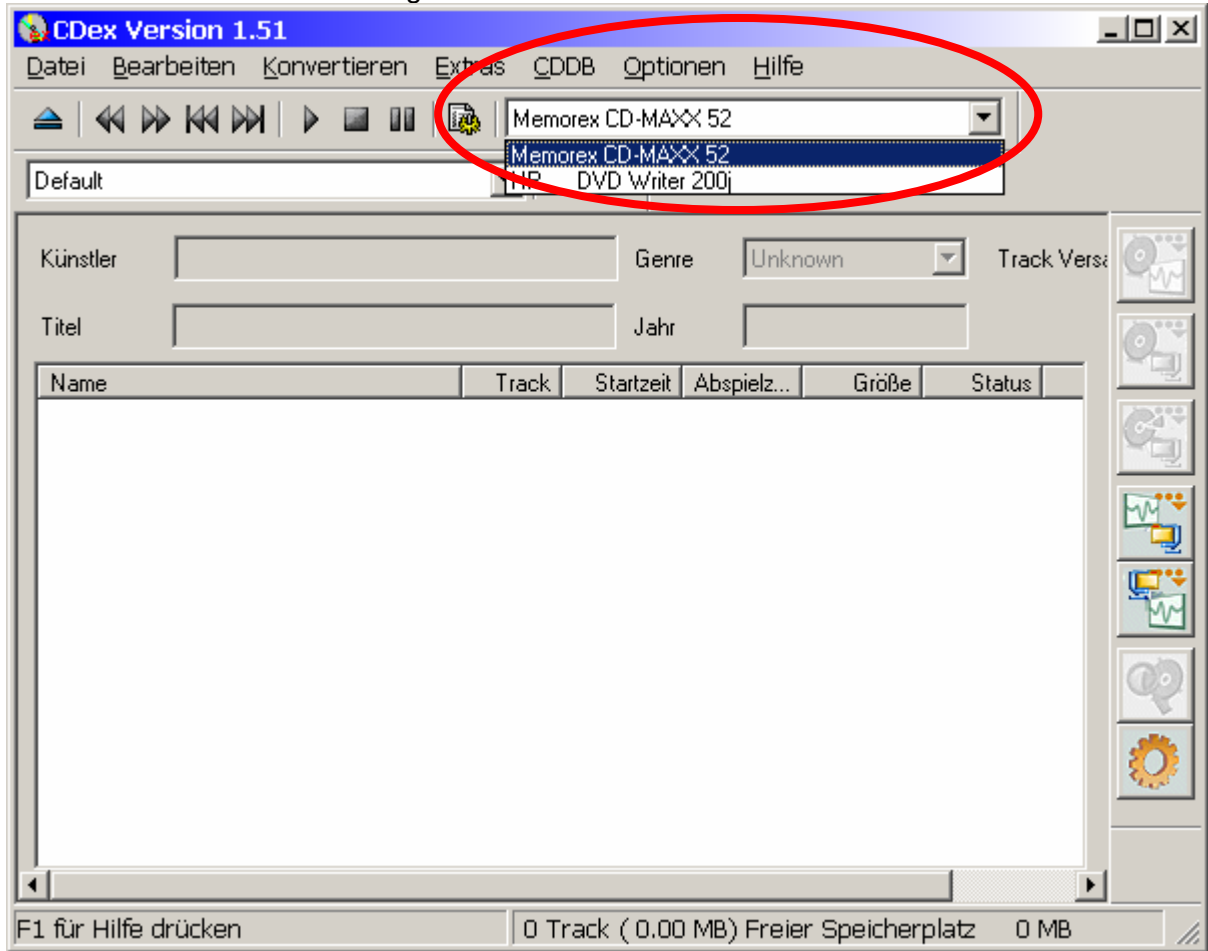 CDex Version 1.51
Datei Bearbeiten Konvertieren Extras CDDB Optionen Hilfe
Memorex CD-MAXX 52
Memorex CD-MAXX 52
Default
HP DVD Writer 200j
Künstler Genre Unknown Track Versa
Titel Jahr
Name Track Startzeit Abspielz... Größe Status
F1 für Hilfe drücken 0 Track ( 0.00 MB) Freier Speicherplatz 0 MB